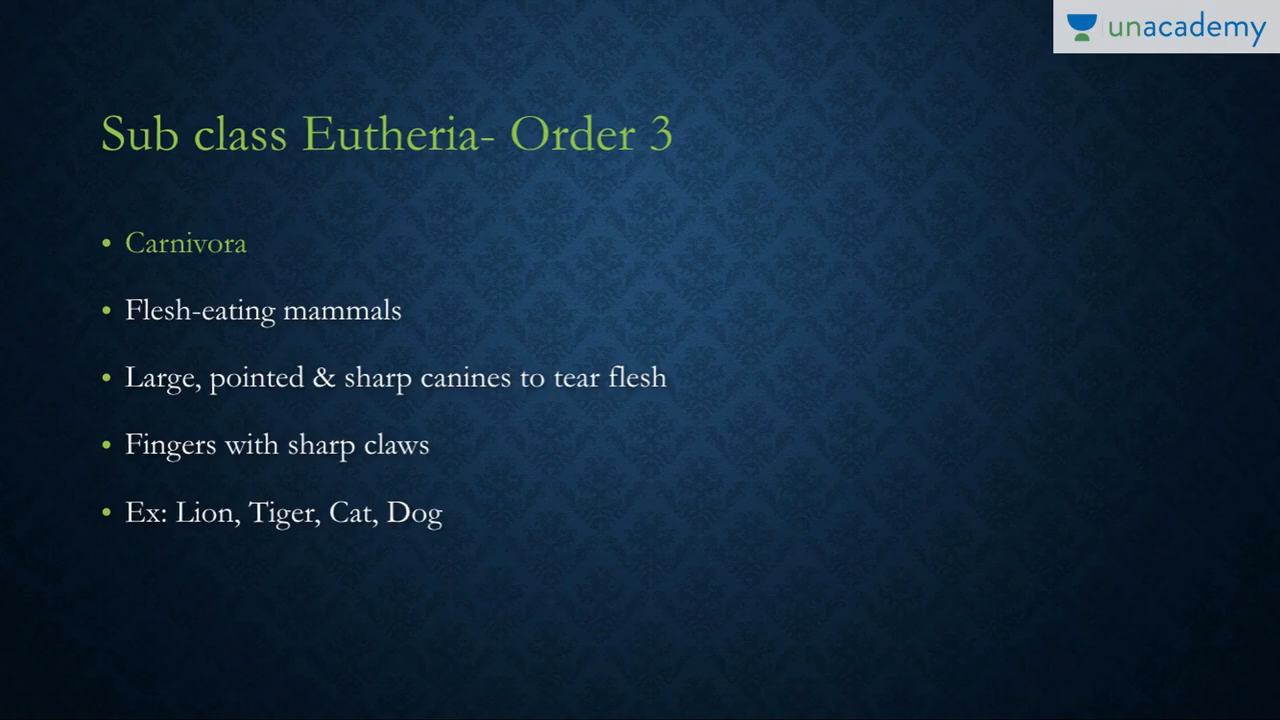 unacademy
Sub class Eutheria- Order 3
• Carnivora
• Flesh-eating mammals
• Large, pointed & sharp canines to tear flesh
• Fingers with sharp claws
• Ex: Lion, Tiger, Cat, Dog